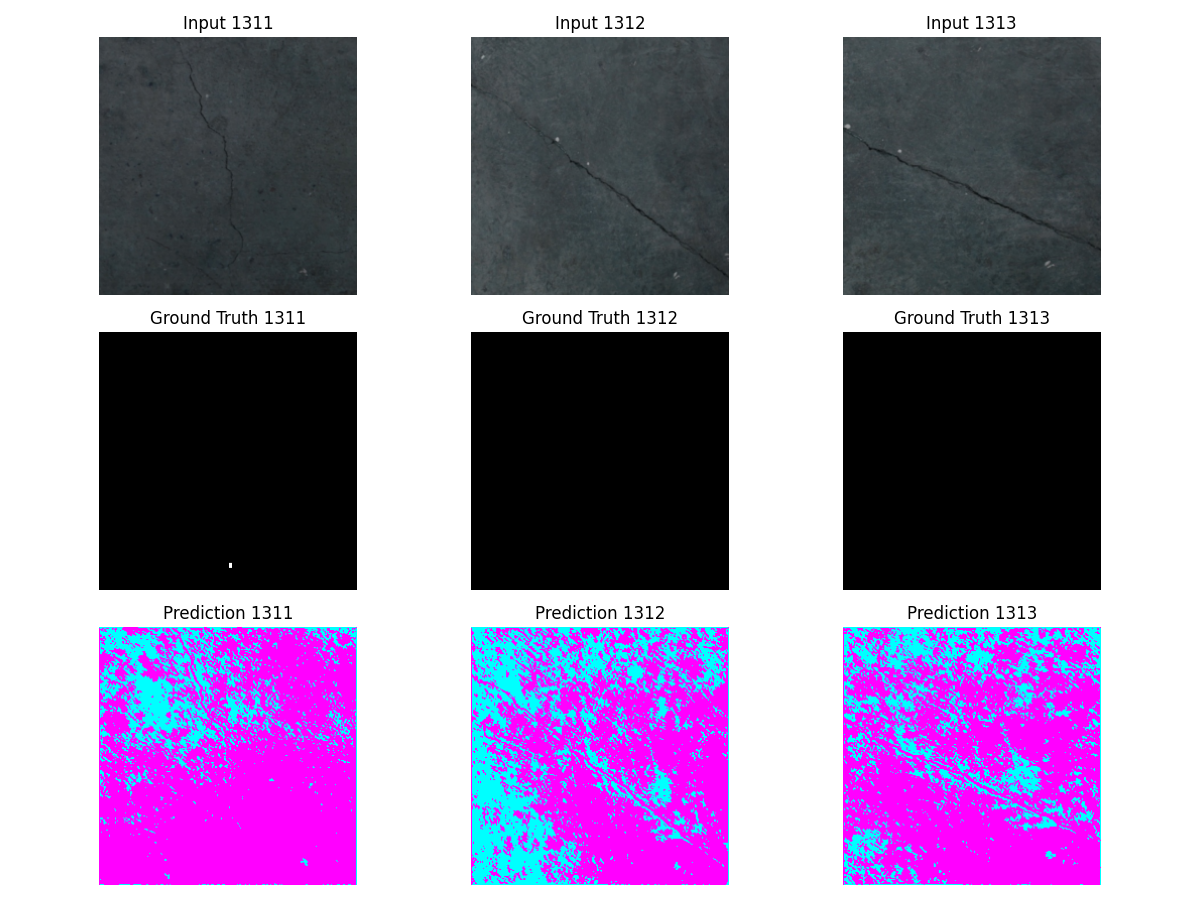 Input 1311
Input 1312
Input 1313
Ground Truth 1311
Ground Truth 1312
Ground Truth 1313
Prediction 1311
Prediction 1312
Prediction 1313